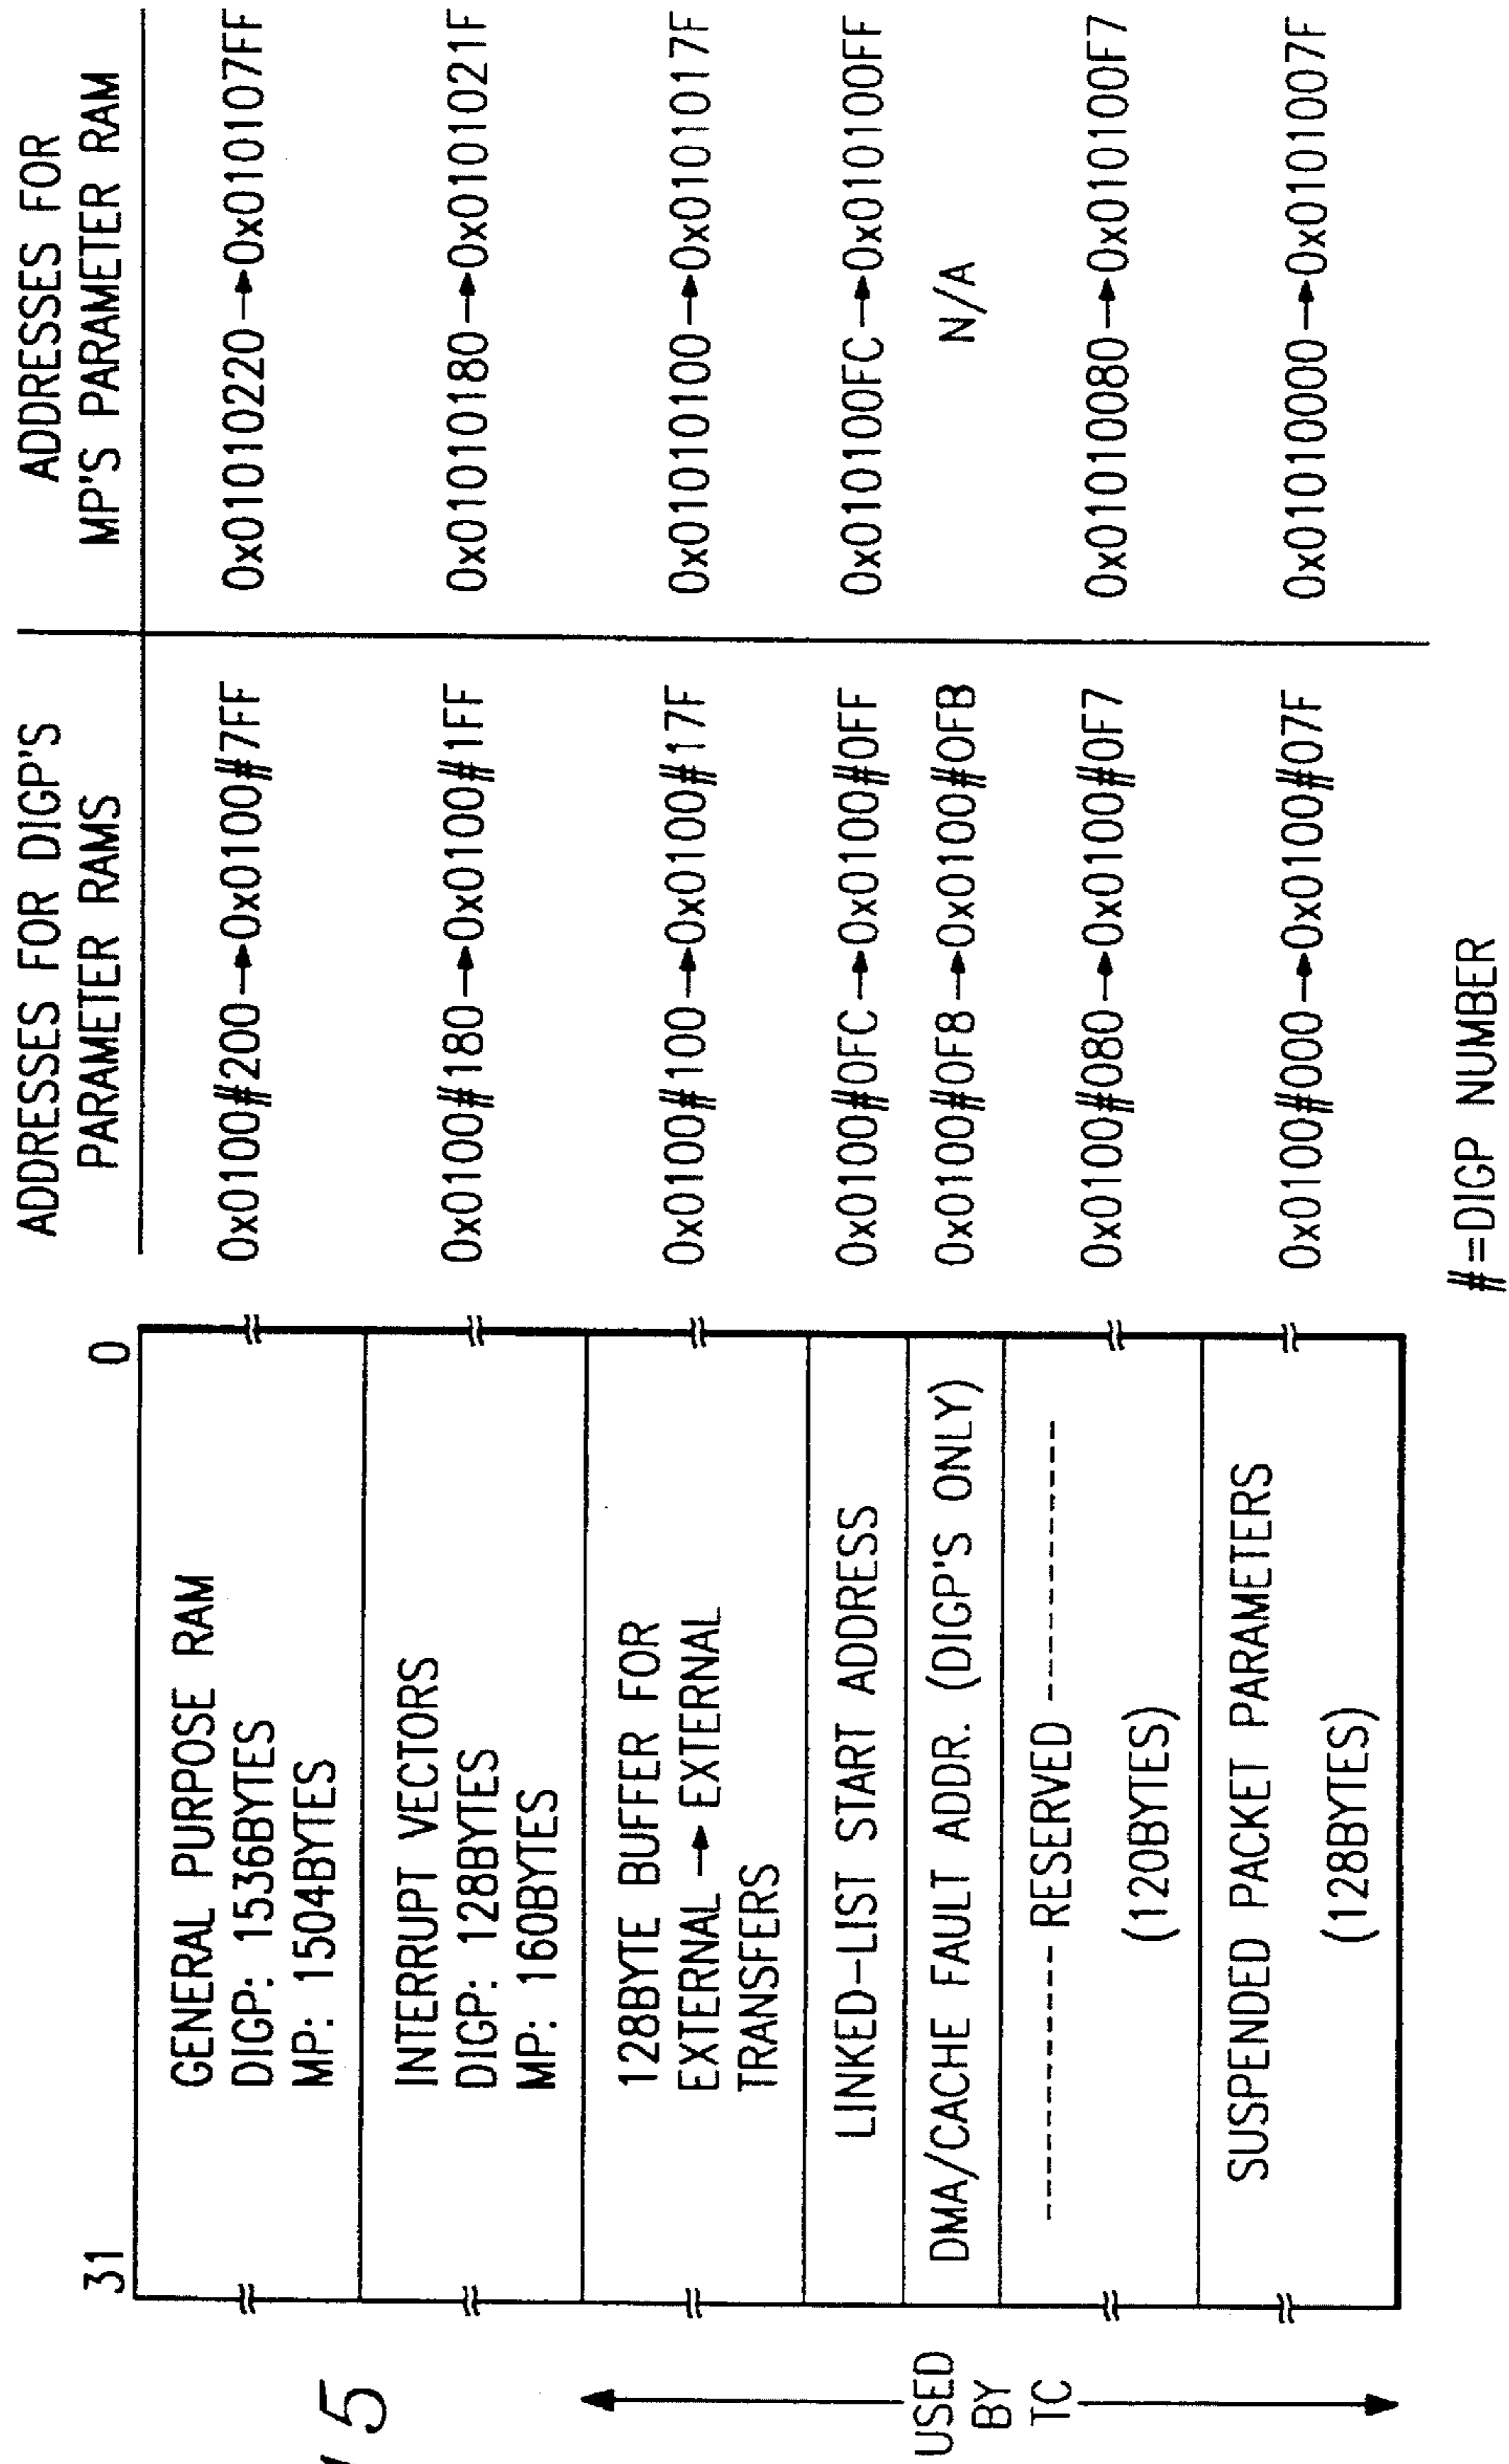 31
0
ADDRESSES FOR DIGP'S
PARAMETER RAMS
ADDRESSES FOR
MP'S PARAMETER RAM
GENERAL PURPOSE RAM
DIGP: 1536BYTES
MP: 1504BYTES
0x0100#200→0x0100#7FF
0x01010220→0x010107FF
INTERRUPT VECTORS
DIGP: 128BYTES
MP: 160BYTES
0x0100#180→0x0100#1FF
0x01010180→0x0101021F
128BYTE BUFFER FOR
EXTERNAL → EXTERNAL
TRANSFERS
0x0100#100→0x0100#17F
0x01010100→0x0101017F
LINKED-LIST START ADDRESS
0x0100#0FC→0x0100#0FF
0x010100FC→0x010100FF
DMA/CACHE FAULT ADDR. (DIGP'S ONLY)
0x0100#0F8→0x0100#0FB
N/A
------------ RESERVED ------------
(120BYTES)
0x0100#080→0x0100#0F7
0x01010080→0x010100F7
SUSPENDED PACKET PARAMETERS
(128BYTES)
0x0100#000→0x0100#07F
0x01010000→0x0101007F
USED
BY
TC
#=DIGP NUMBER